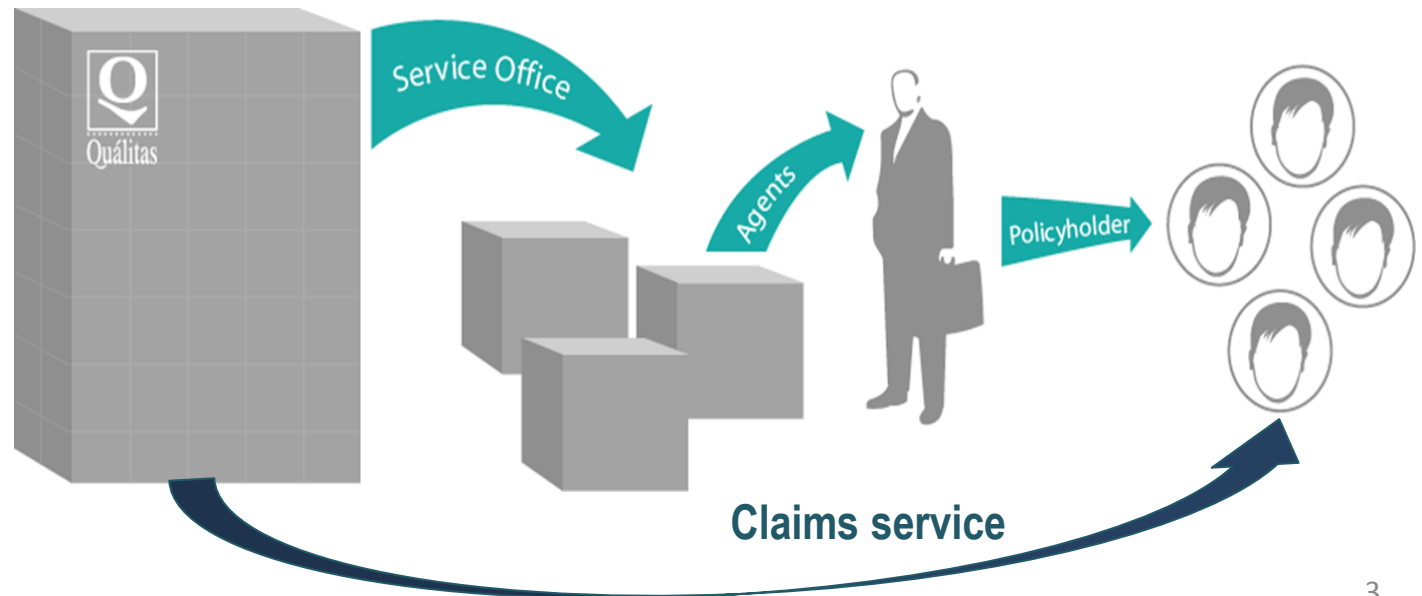 Q
Quálitas
Service Office
Agents
Policyholder
Claims service
3